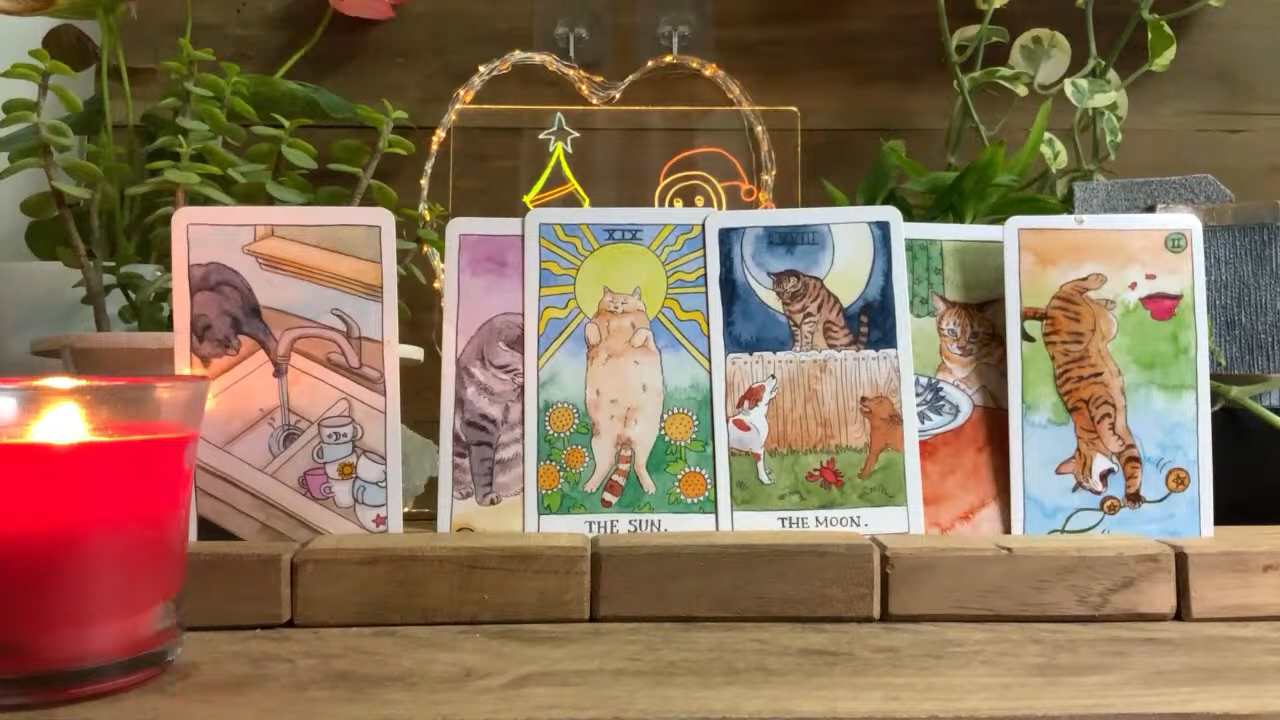 XIX
XVIII
II
THE SUN.
THE MOON.